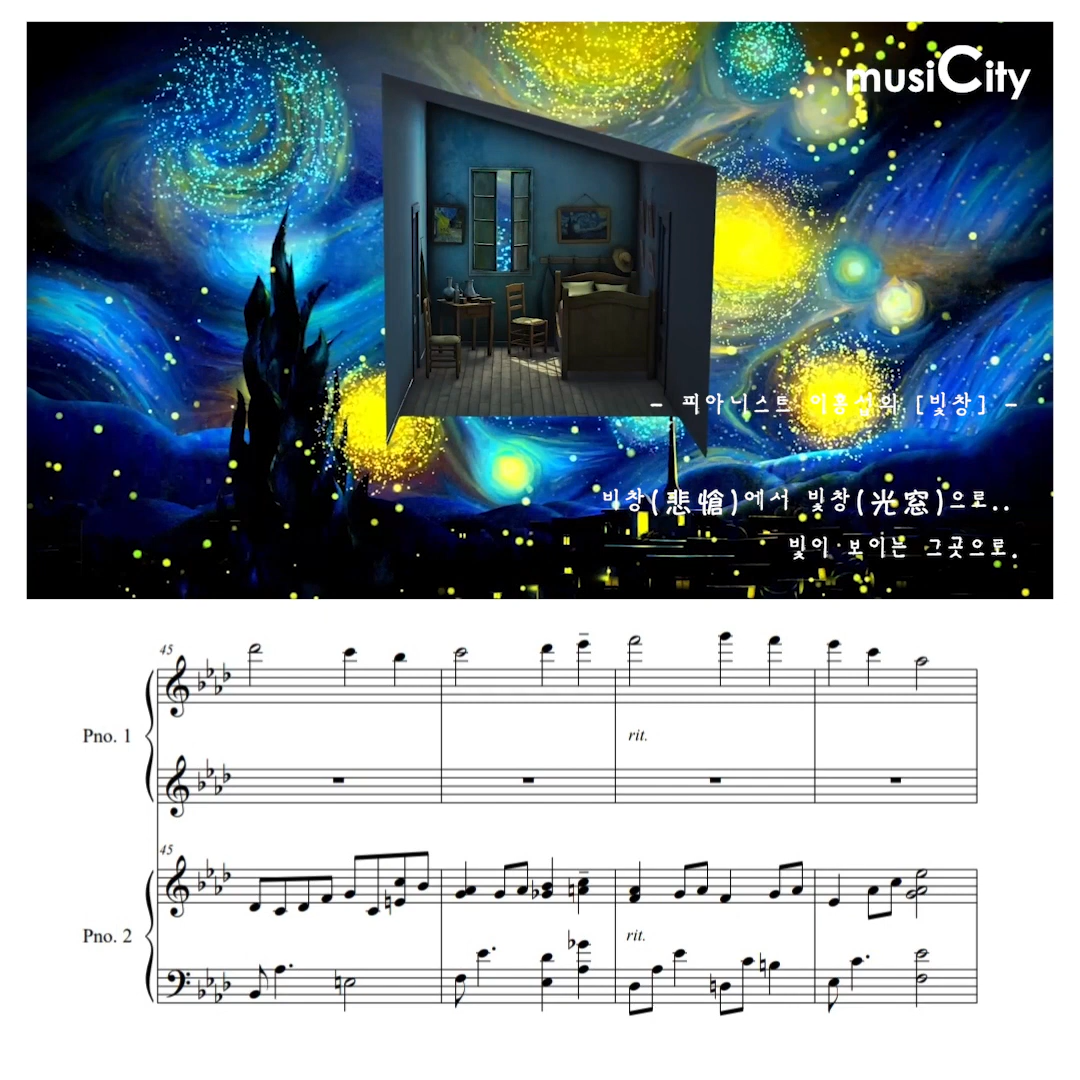 musiCity
- 피아니스트 이홍섭의 [빛창] -
비창(悲愴)에서 빛창(光窓)으로..
빛이 보이는 그곳으로.
45
Pno. 1
rit.
45
Pno. 2
rit.